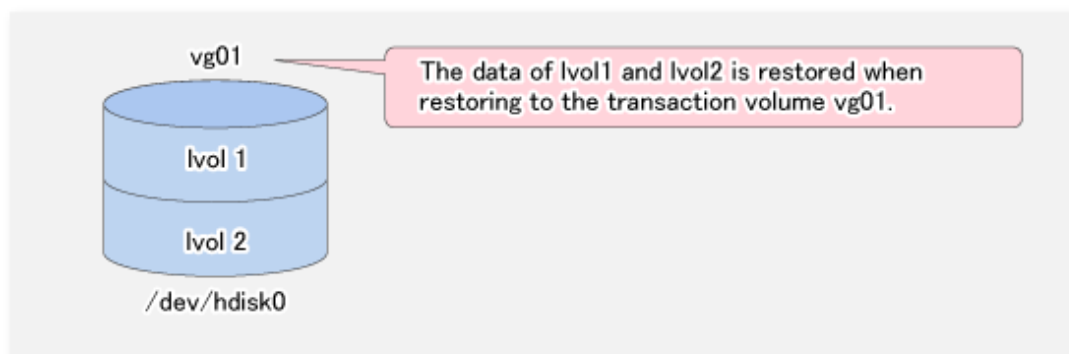 vg01
The data of lvol1 and lvol2 is restored when
restoring to the transaction volume vg01.
lvol 1
lvol 2
/dev/hdisk0